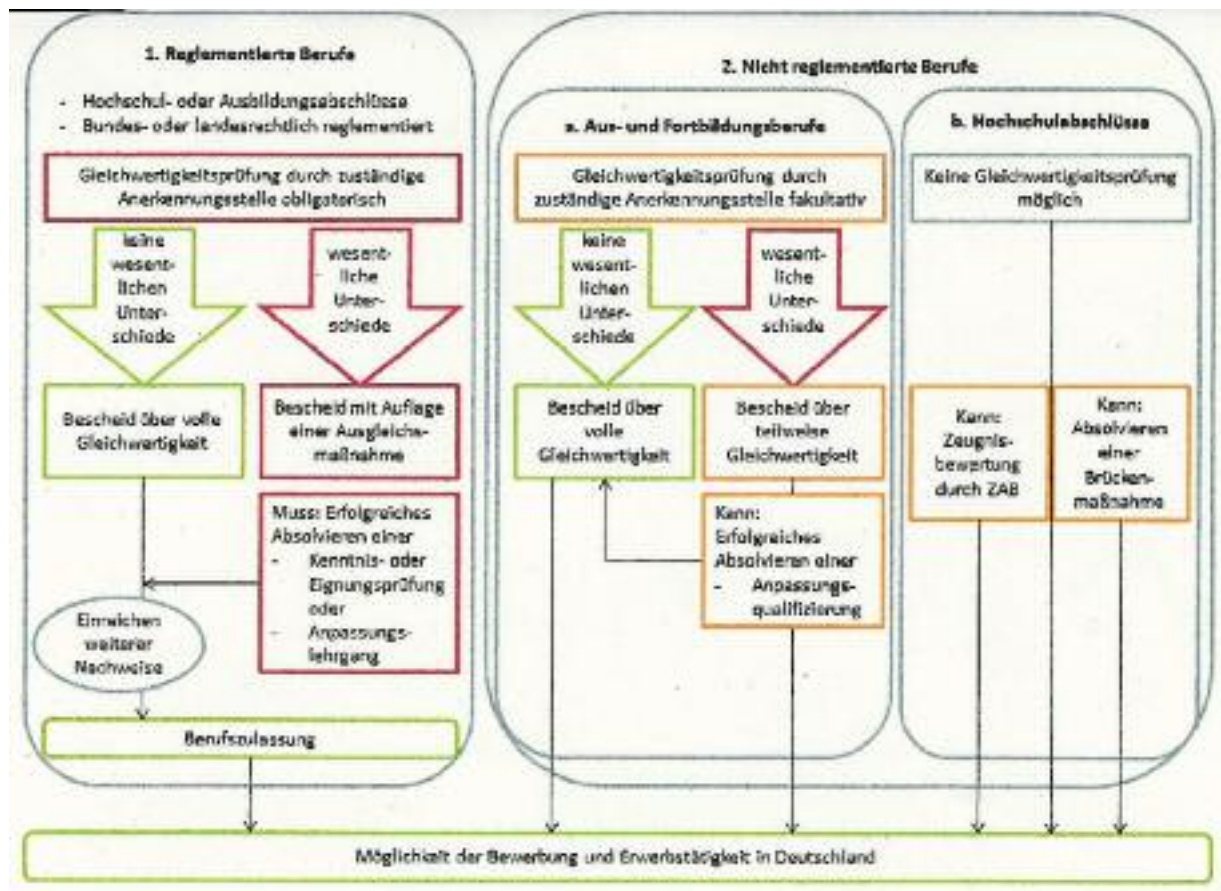 1. Reglementierte Berufe
- Hochschul- oder Ausbildungsabschlüsse
- Bundes- oder landesrechtlich reglementiert
Gleichwertigkeitsprüfung durch zuständige
Anerkennungsstelle obligatorisch
keine
wesent-
lichen
Unter-
schiede
wesent-
liche
Unter-
schiede
Bescheid über volle
Gleichwertigkeit
Bescheid mit Auflage
einer Ausgleichs-
maßnahme
Muss: Erfolgreiches
Absolvieren einer
- Kenntnis- oder
Eignungsprüfung
oder
- Anpassungs-
lehrgang
Einreichen
weiterer
Nachweise
Berufszulassung
2. Nicht reglementierte Berufe
a. Aus- und Fortbildungsberufe
Gleichwertigkeitsprüfung durch
zuständige Anerkennungsstelle fakultativ
keine
wesent-
lichen
Unter-
schiede
wesent-
liche
Unter-
schiede
Bescheid über
volle
Gleichwertigkeit
Bescheid über
teilweise
Gleichwertigkeit
Kann:
Erfolgreiches
Absolvieren einer
- Anpassungs-
qualifizierung
b. Hochschulabschlüsse
Keine Gleichwertigkeitsprüfung
möglich
Kann:
Zeugnis-
bewertung
durch ZAB
Kann:
Absolvieren
einer
Brücken-
maßnahme
Möglichkeit der Bewerbung und Erwerbstätigkeit in Deutschland